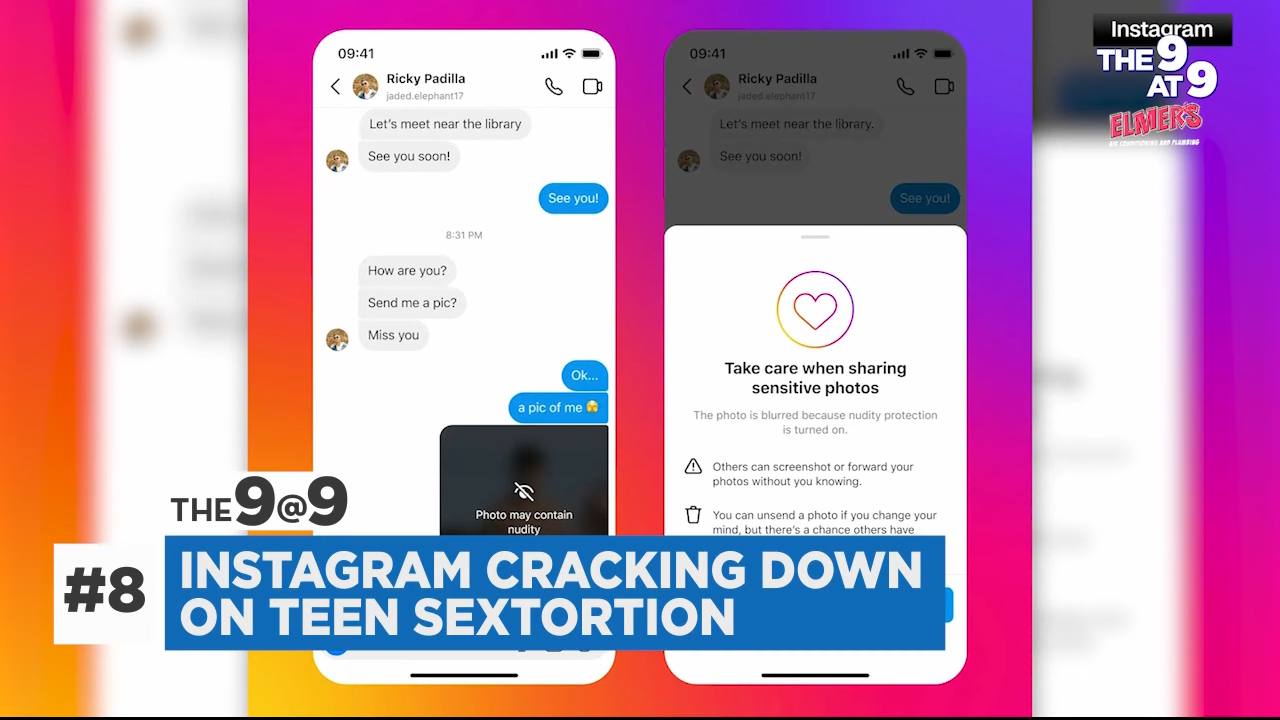 Instagram
THE 9
AT 9
ELMER'S
AIR CONDITIONING AND PLUMBING
09:41
Ricky Padilla
jaded.elephant17
Let's meet near the library
See you soon!
See you!
8:31 PM
How are you?
Send me a pic?
Miss you
Ok...
a pic of me 🫣
Photo may contain
nudity
09:41
Ricky Padilla
jaded.elephant17
Let's meet near the library.
See you soon!
See you!
Take care when sharing
sensitive photos
The photo is blurred because nudity protection
is turned on.
Others can screenshot or forward your
photos without you knowing.
You can unsend a photo if you change your
mind, but there's a chance others have
THE 9@9
#8
INSTAGRAM CRACKING DOWN
ON TEEN SEXTORTION